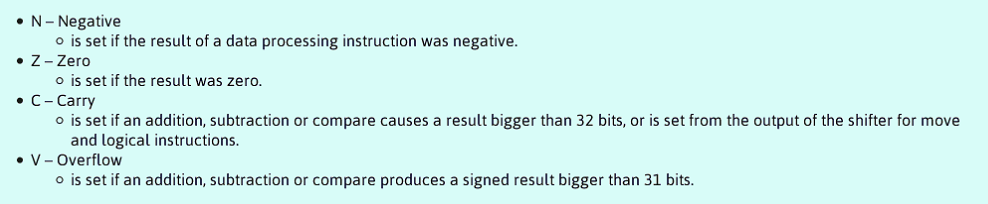 • N – Negative
○ is set if the result of a data processing instruction was negative.
• Z – Zero
○ is set if the result was zero.
• C – Carry
○ is set if an addition, subtraction or compare causes a result bigger than 32 bits, or is set from the output of the shifter for move
and logical instructions.
• V – Overflow
○ is set if an addition, subtraction or compare produces a signed result bigger than 31 bits.